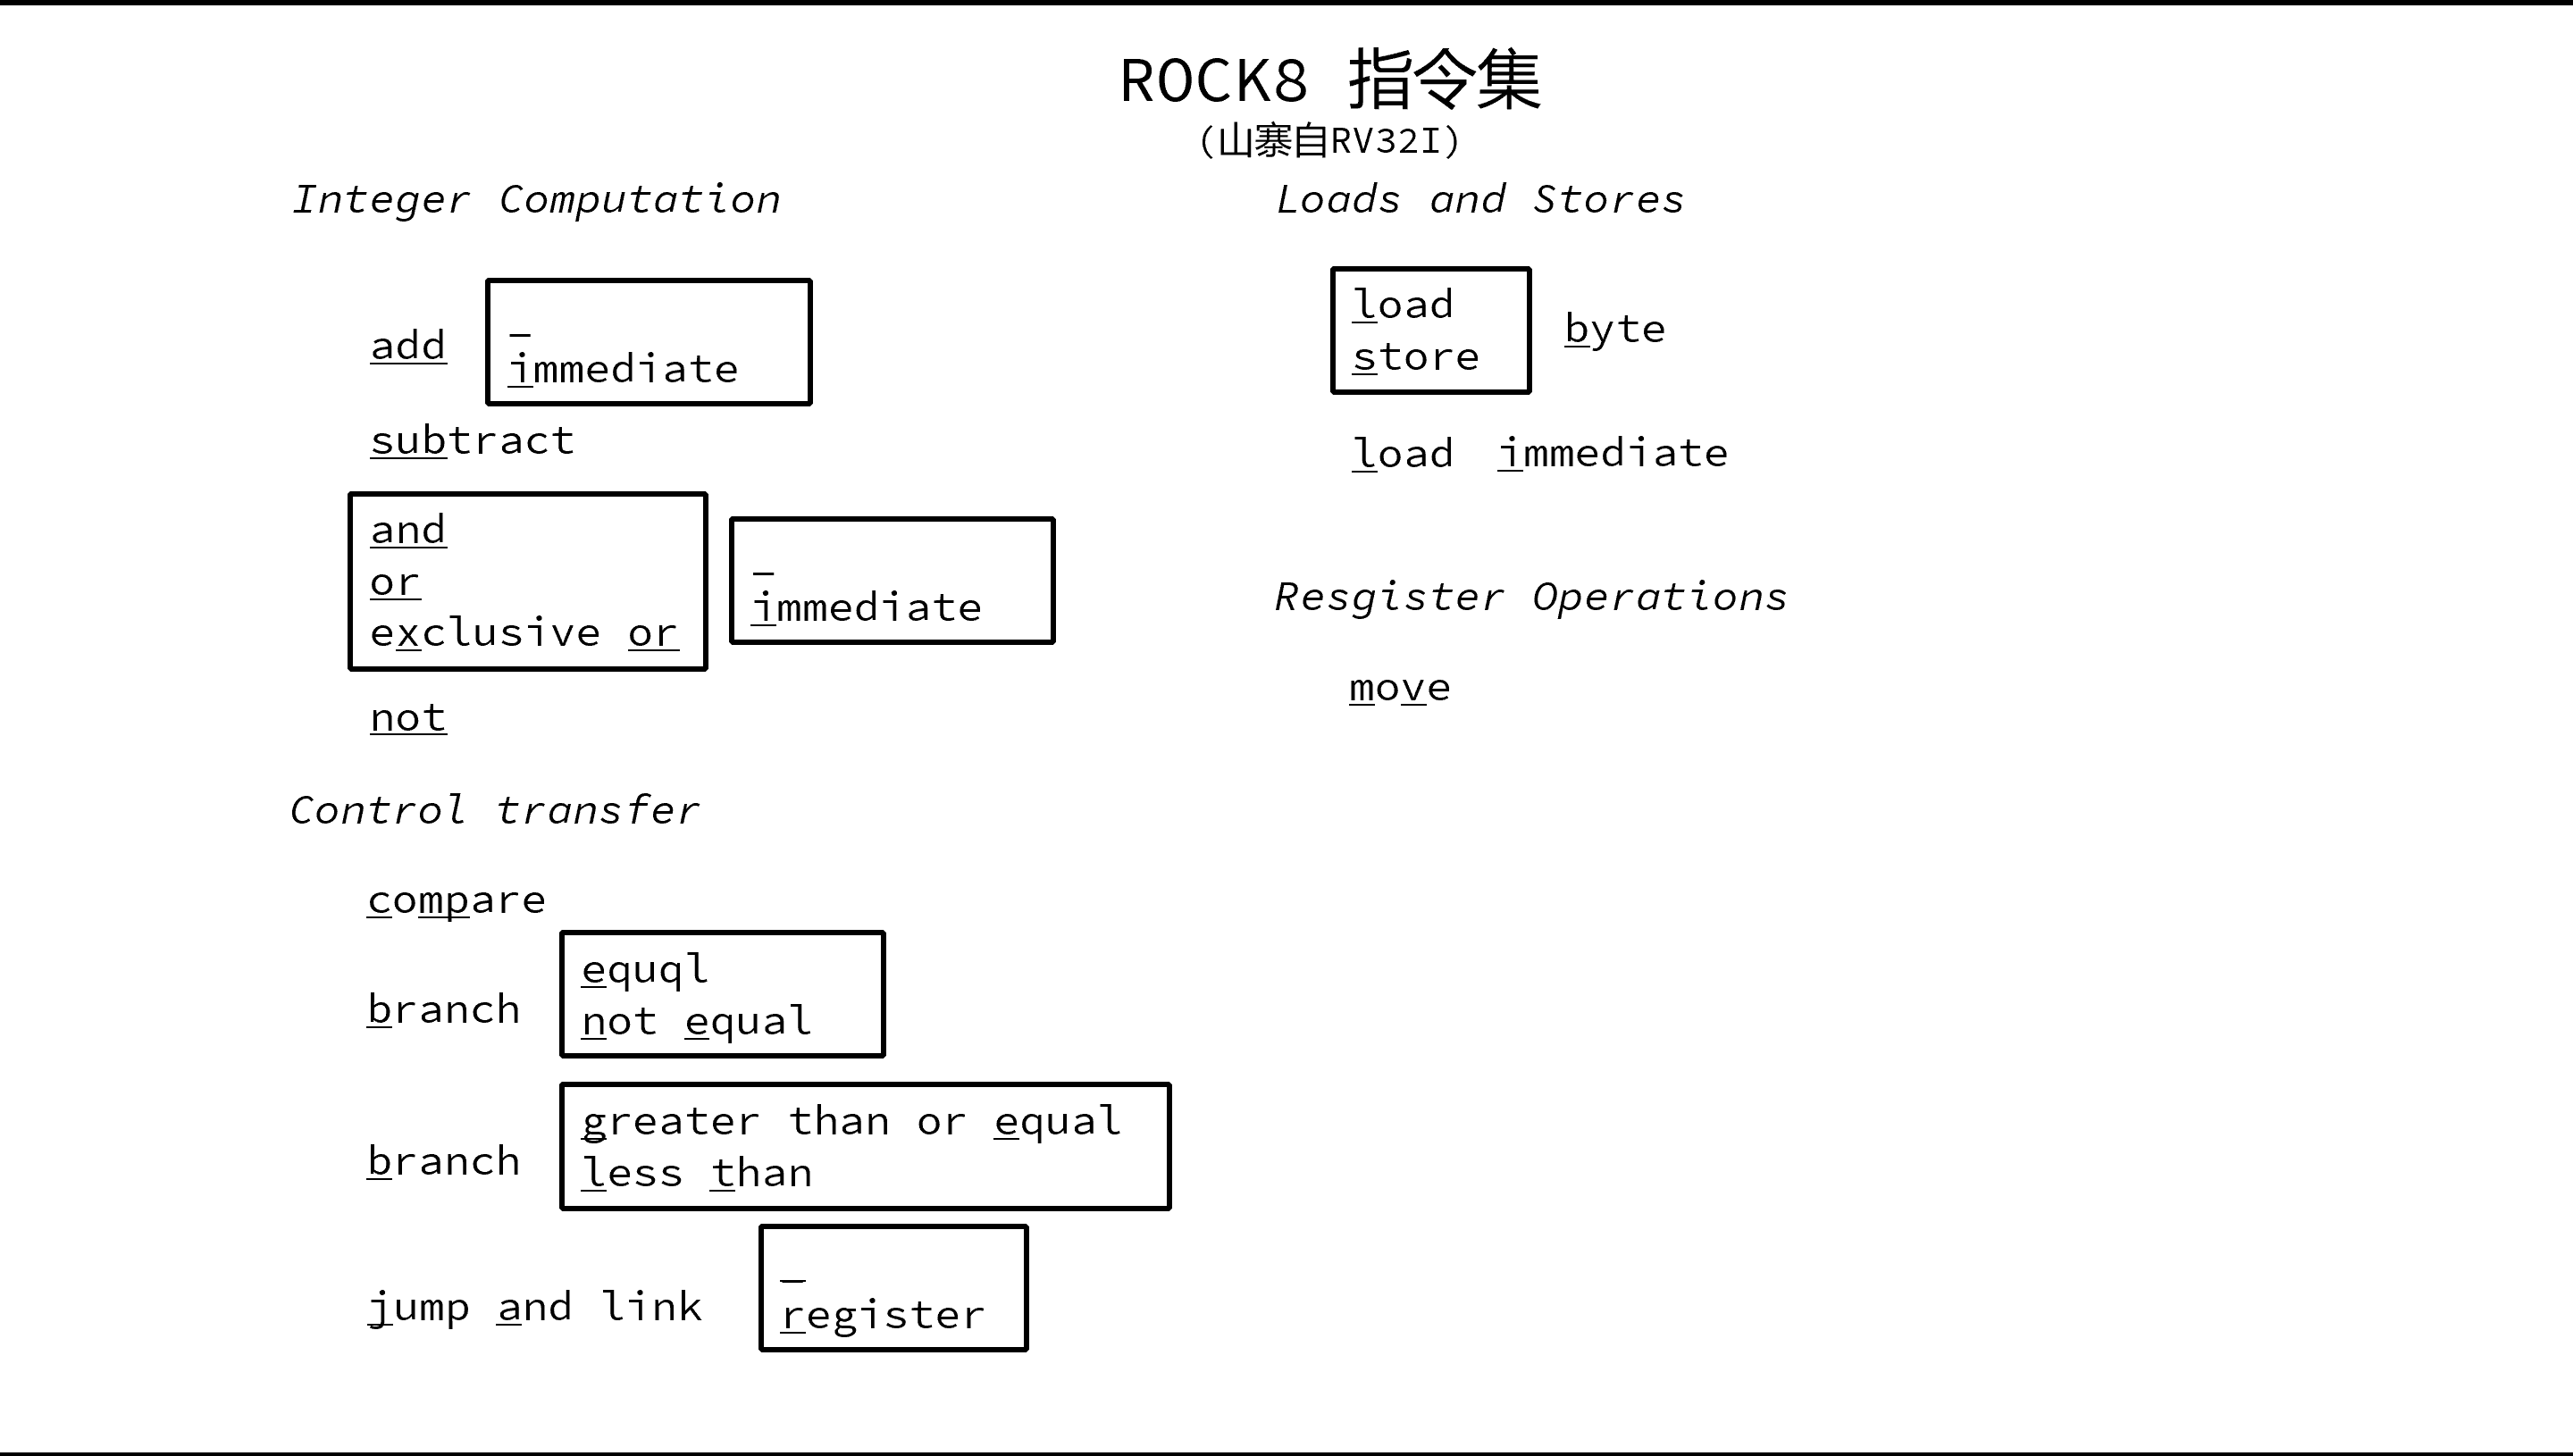 ROCK8 指令集
(山寨自RV32I)
Integer Computation
add
_
immediate
subtract
and
or
exclusive or
_
immediate
not
Control transfer
compare
branch
equql
not equal
branch
greater than or equal
less than
jump and link
_
register
Loads and Stores
load
store
byte
load immediate
Resgister Operations
move